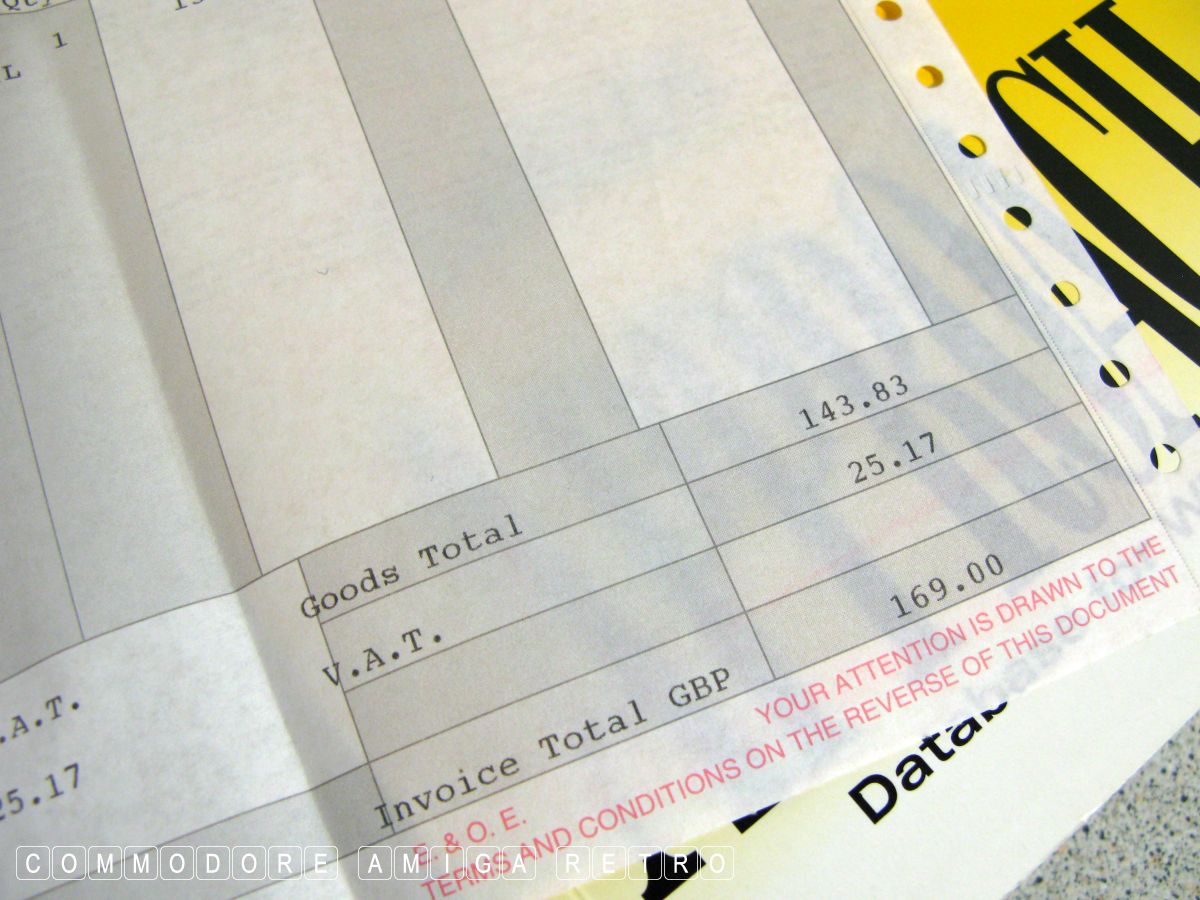 Qty
1
L
143.83
25.17
169.00
Goods Total
V.A.T.
Invoice Total GBP
.A.T.
25.17
YOUR ATTENTION IS DRAWN TO THE
E. & O. E.
TERMS AND CONDITIONS ON THE REVERSE OF THIS DOCUMENT
Datab
COMMODORE AMIGA RETRO